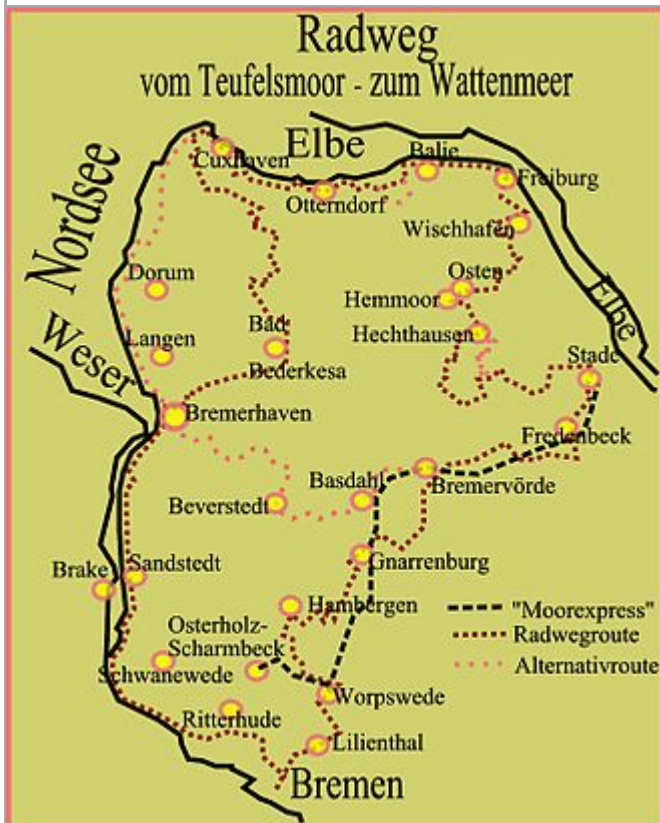 Radweg
vom Teufelsmoor - zum Wattenmeer
Elbe
Nordsee
Cuxhaven
Balje
Freiburg
Otterndorf
Wischhafen
Dorum
Osten
Hemmoor
Elbe
Weser
Langen
Bad
Bederkesa
Hechthausen
Stade
Bremerhaven
Fredenbeck
Basdahl
Bremervörde
Beverstedt
Gnarrenburg
Brake
Sandstedt
Hambergen
"Moorexpress"
Radwegroute
Alternativroute
Osterholz-
Scharmbeck
Schwanewede
Worpswede
Ritterhude
Lilienthal
Bremen